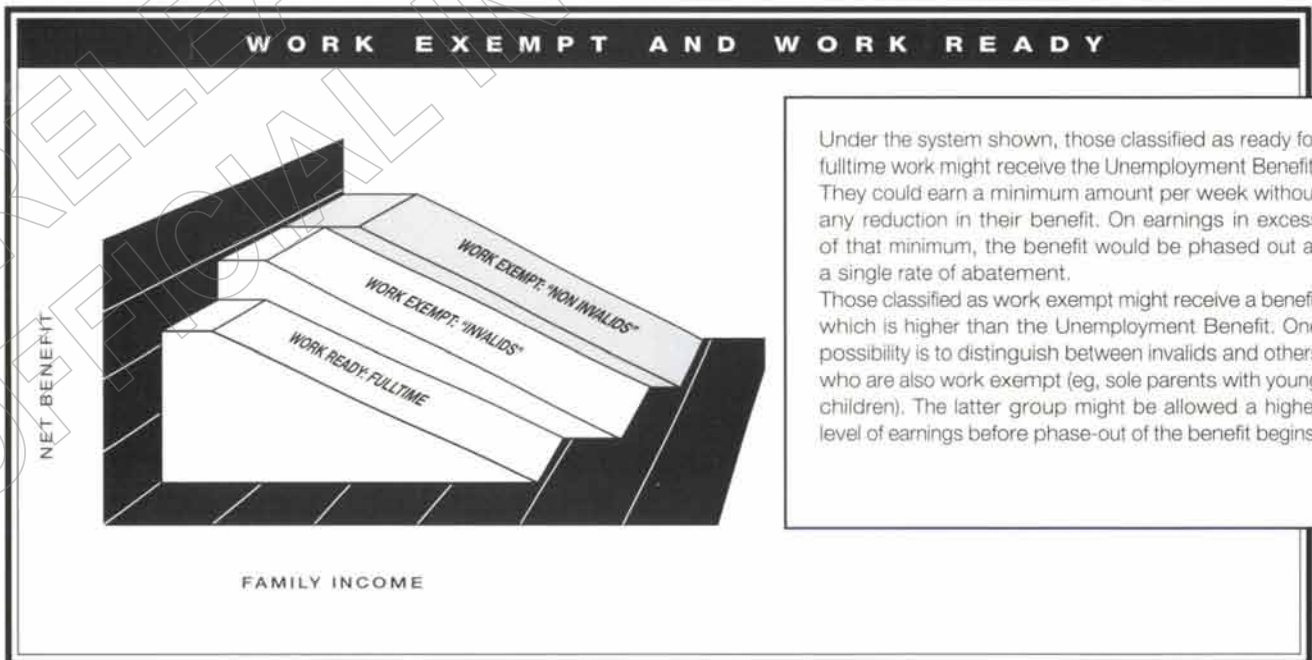 WORK EXEMPT AND WORK READY
Under the system shown, those classified as ready fo
fulltime work might receive the Unemployment Benefit
They could earn a minimum amount per week withou
any reduction in their benefit. On earnings in excess
of that minimum, the benefit would be phased out a
a single rate of abatement.
Those classified as work exempt might receive a benef
which is higher than the Unemployment Benefit. One
possibility is to distinguish between invalids and others
who are also work exempt (eg, sole parents with young
children). The latter group might be allowed a highe
level of earnings before phase-out of the benefit begins
WORK EXEMPT: "NON INVALIDS"
WORK EXEMPT: "INVALIDS"
WORK READY: FULLTIME
NET BENEFIT
FAMILY INCOME